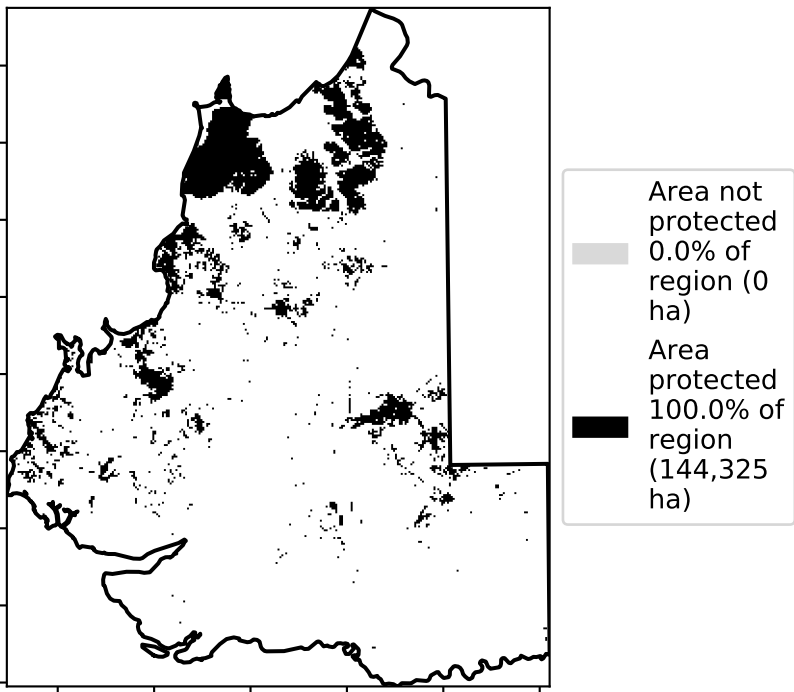 Area not
protected
0.0% of
region (0
ha)
Area
protected
100.0% of
region
(144,325
ha)